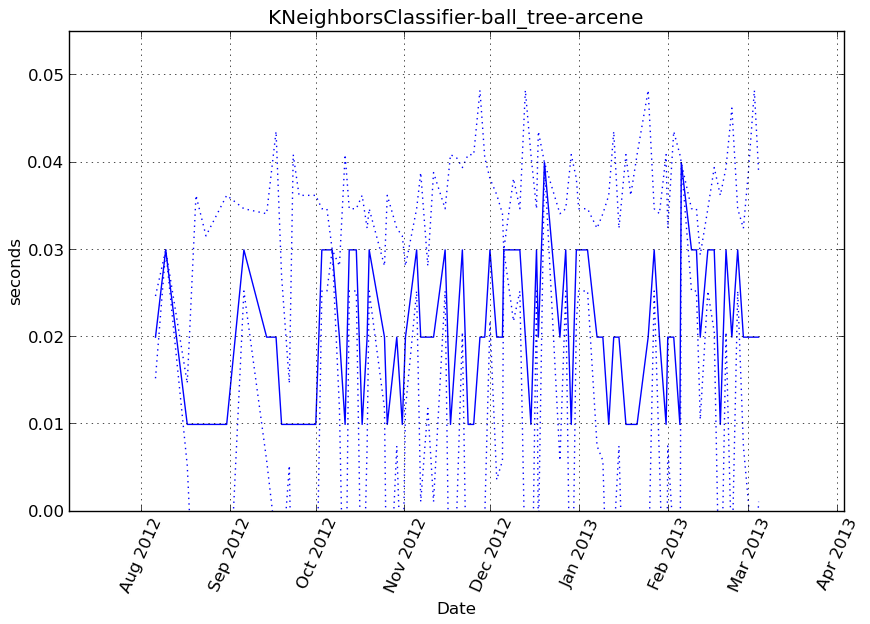 KNeighborsClassifier-ball_tree-arcene
0.05
0.04
0.03
0.02
0.01
0.00
seconds
Aug 2012
Sep 2012
Oct 2012
Nov 2012
Dec 2012
Jan 2013
Feb 2013
Mar 2013
Apr 2013
Date